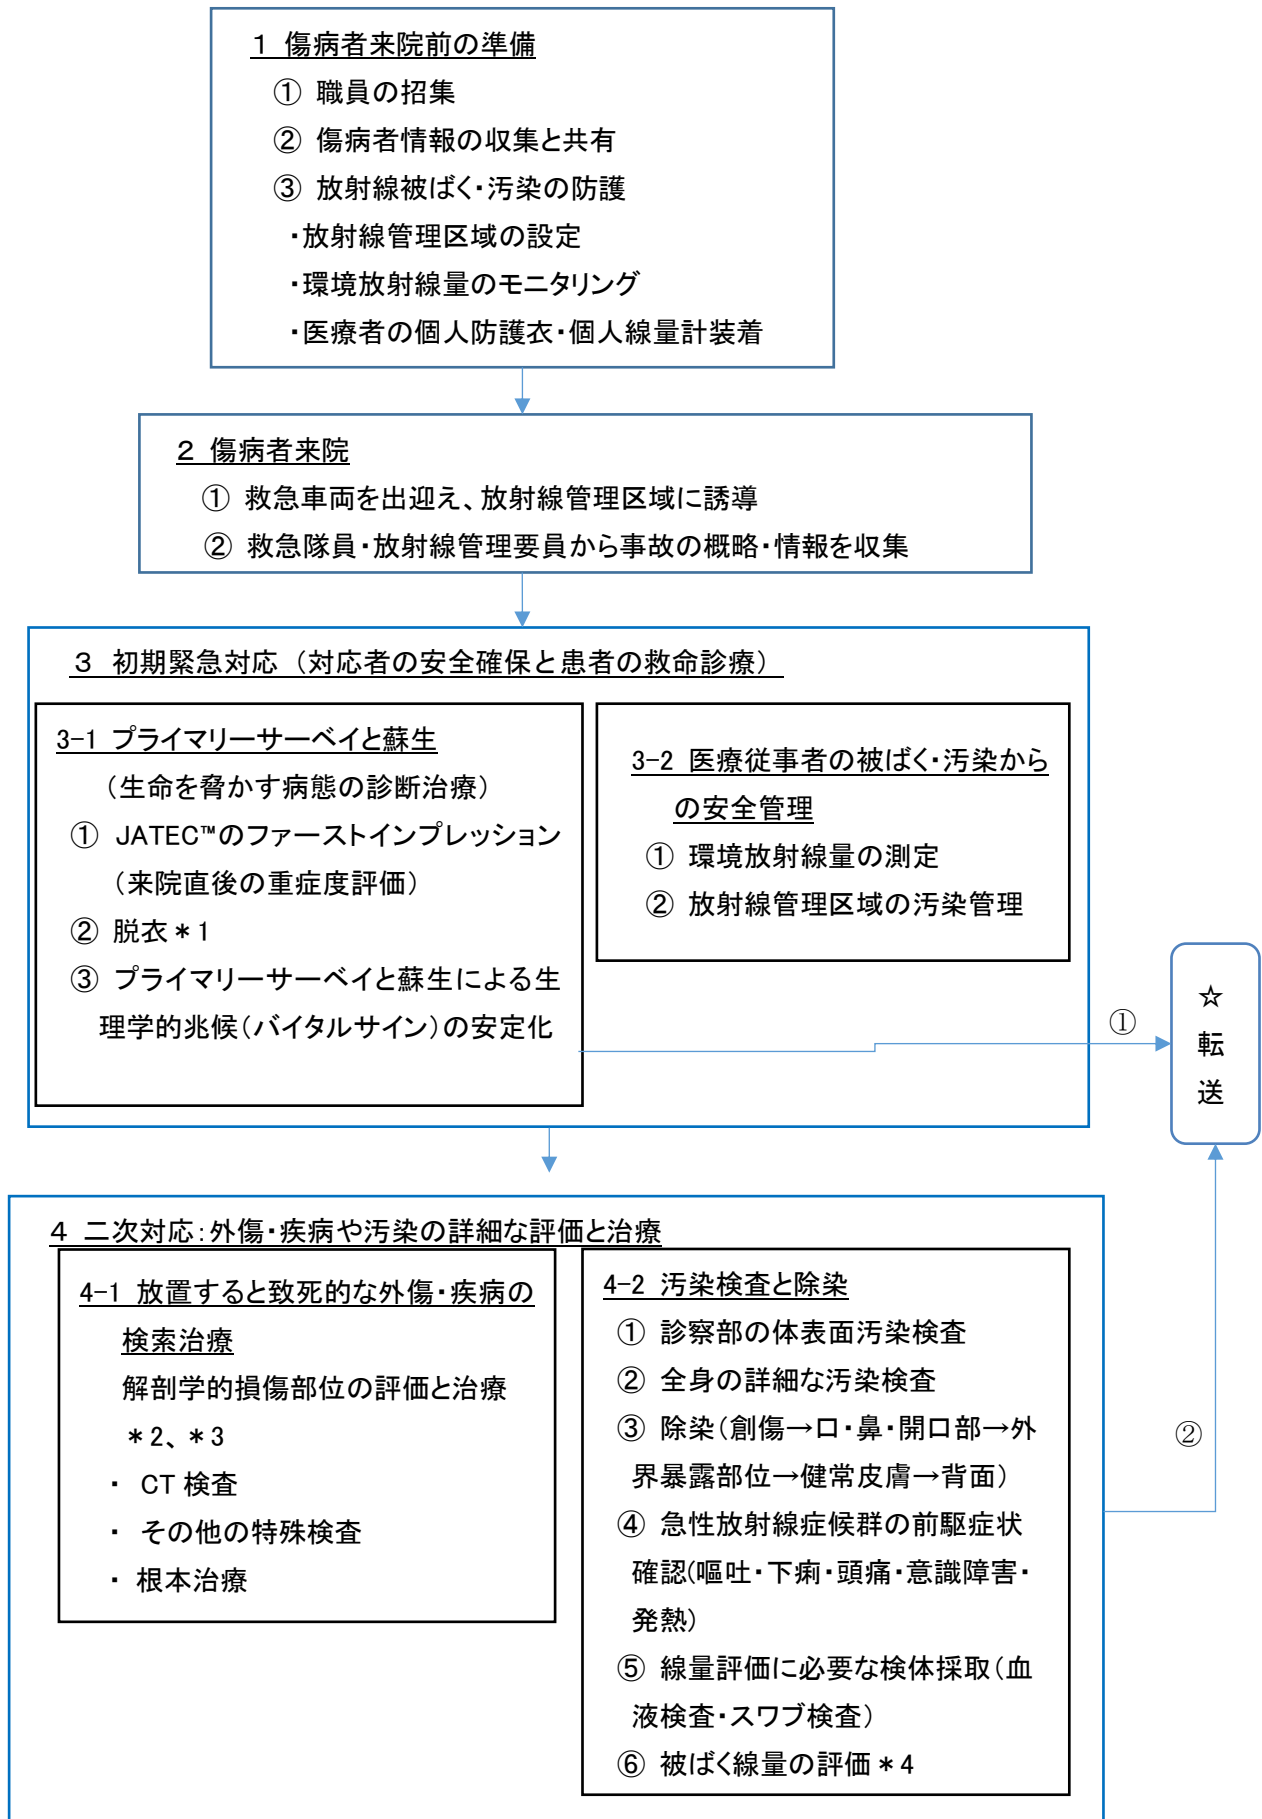 １ 傷病者来院前の準備
① 職員の招集
② 傷病者情報の収集と共有
③ 放射線被ばく・汚染の防護
・放射線管理区域の設定
・環境放射線量のモニタリング
・医療者の個人防護衣・個人線量計装着
２ 傷病者来院
① 救急車両を出迎え、放射線管理区域に誘導
② 救急隊員・放射線管理要員から事故の概略・情報を収集
３ 初期緊急対応（対応者の安全確保と患者の救命診療）
3-1 プライマリーサーベイと蘇生
（生命を脅かす病態の診断治療）
① JATEC™のファーストインプレッション
（来院直後の重症度評価）
② 脱衣＊1
③ プライマリーサーベイと蘇生による生
理学的兆候（バイタルサイン）の安定化
3-2 医療従事者の被ばく・汚染から
の安全管理
① 環境放射線量の測定
② 放射線管理区域の汚染管理
①
☆
転
送
４ 二次対応：外傷・疾病や汚染の詳細な評価と治療
4-1 放置すると致死的な外傷・疾病の
検索治療
解剖学的損傷部位の評価と治療
＊2、＊3
・ CT 検査
・ その他の特殊検査
・ 根本治療
4-2 汚染検査と除染
① 診察部の体表面汚染検査
② 全身の詳細な汚染検査
③ 除染（創傷→口・鼻・開口部→外
界暴露部位→健常皮膚→背面）
④ 急性放射線症候群の前駆症状
確認(嘔吐・下痢・頭痛・意識障害・
発熱)
⑤ 線量評価に必要な検体採取（血
液検査・スワブ検査）
⑥ 被ばく線量の評価＊4
②